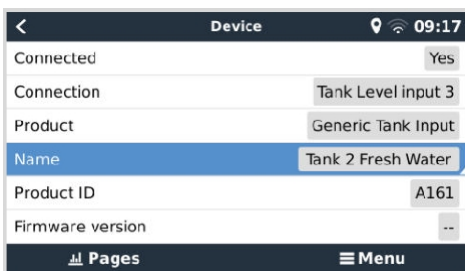 Device 09:17
Connected Yes
Connection Tank Level input 3
Product Generic Tank Input
Name Tank 2 Fresh Water
Product ID A161
Firmware version --
Pages Menu